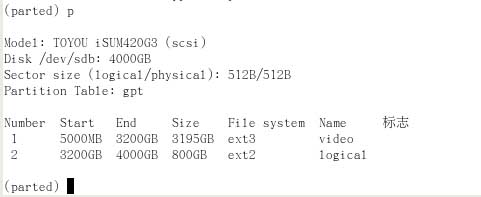 (parted) p
Model: TOYOU iSUM420G3 (scsi)
Disk /dev/sdb: 4000GB
Sector size (logical/physical): 512B/512B
Partition Table: gpt
Number Start End Size File system Name 标志
1 5000MB 3200GB 3195GB ext3 video
2 3200GB 4000GB 800GB ext2 logical
(parted)